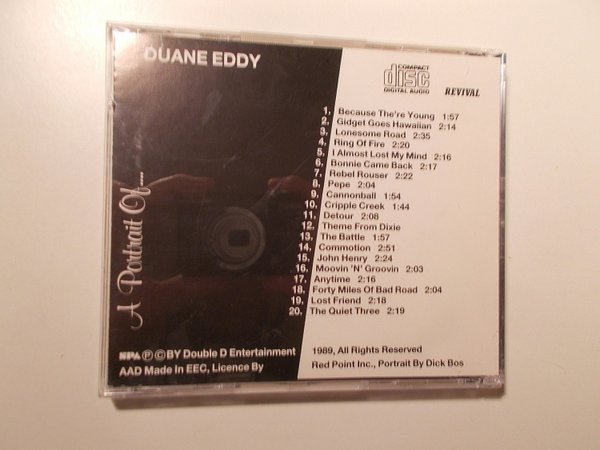 DUANE EDDY
COMPACT
disc
DIGITAL AUDIO
REVIVAL
A Portrait Of....
1. Because The're Young 1:57
2. Gidget Goes Hawaiian 2:14
3. Lonesome Road 2:35
4. Ring Of Fire 2:20
5. I Almost Lost My Mind 2:16
6. Bonnie Came Back 2:17
7. Rebel Rouser 2:22
8. Pepe 2:04
9. Cannonball 1:54
10. Cripple Creek 1:44
11. Detour 2:08
12. Theme From Dixie
13. The Battle 1:57
14. Commotion 2:51
15. John Henry 2:24
16. Moovin 'N' Groovin 2:03
17. Anytime 2:16
18. Forty Miles Of Bad Road 2:04
19. Lost Friend 2:18
20. The Quiet Three 2:19
Ⓟ © BY Double D Entertainment
AAD Made In EEC, Licence By
1989, All Rights Reserved
Red Point Inc., Portrait By Dick Bos